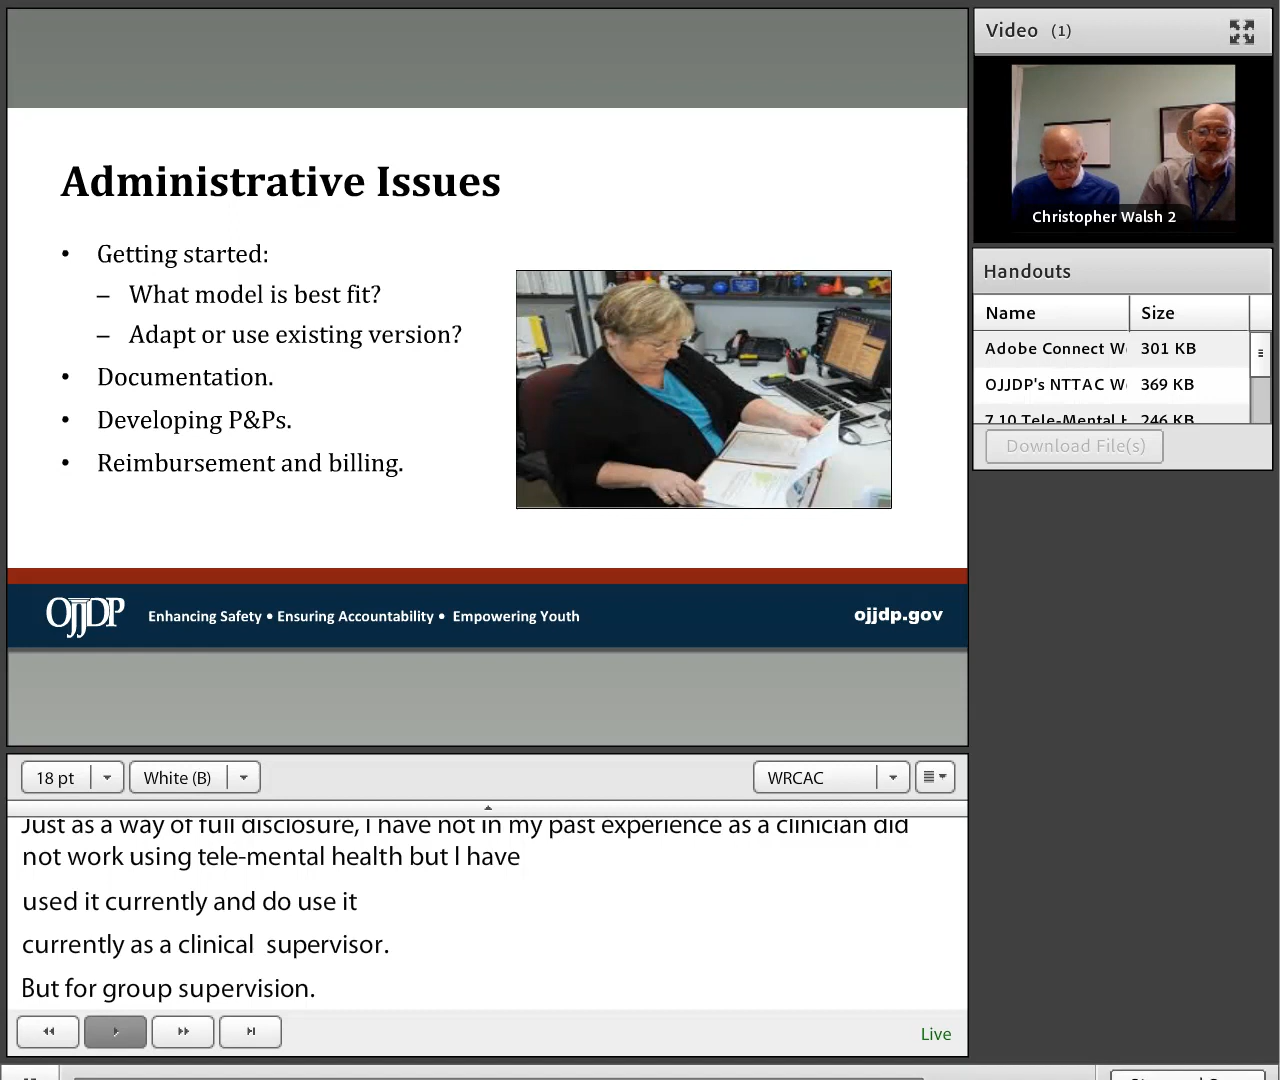 Administrative Issues
• Getting started:
– What model is best fit?
– Adapt or use existing version?
• Documentation.
• Developing P&Ps.
• Reimbursement and billing.
OJJDP
Enhancing Safety • Ensuring Accountability • Empowering Youth
ojjdp.gov
Video (1)
Christopher Walsh 2
Handouts
Name Size
Adobe Connect W 301 KB
OJJDP's NTTAC W 369 KB
7.10 Tele-Mental H 246 KB
Download File(s)
18 pt
White (B)
WRCAC
Just as a way of full disclosure, I have not in my past experience as a clinician did
not work using tele-mental health but I have
used it currently and do use it
currently as a clinical supervisor.
But for group supervision.
Live